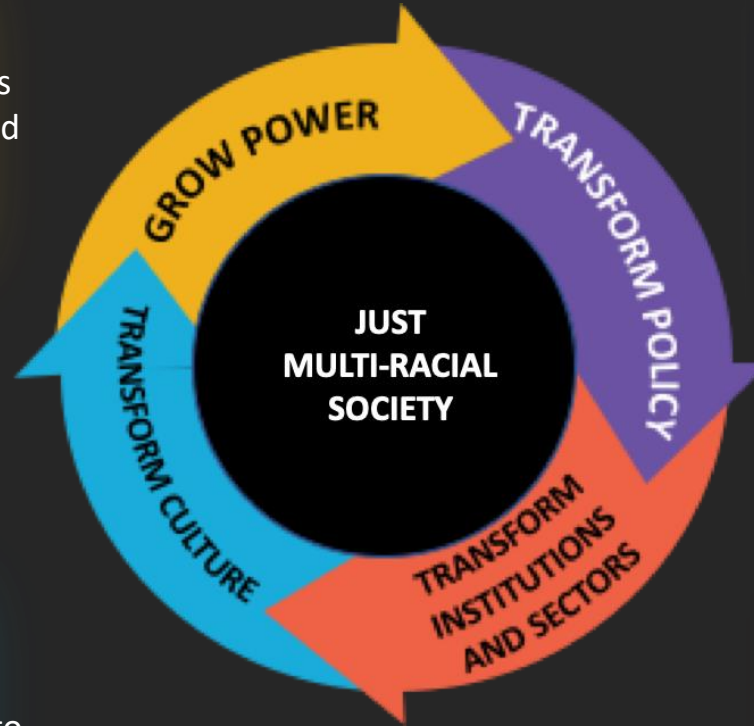 s
d
GROW POWER
TRANSFORM POLICY
JUST
MULTI-RACIAL
SOCIETY
TRANSFORM CULTURE
TRANSFORM
INSTITUTIONS
AND SECTORS